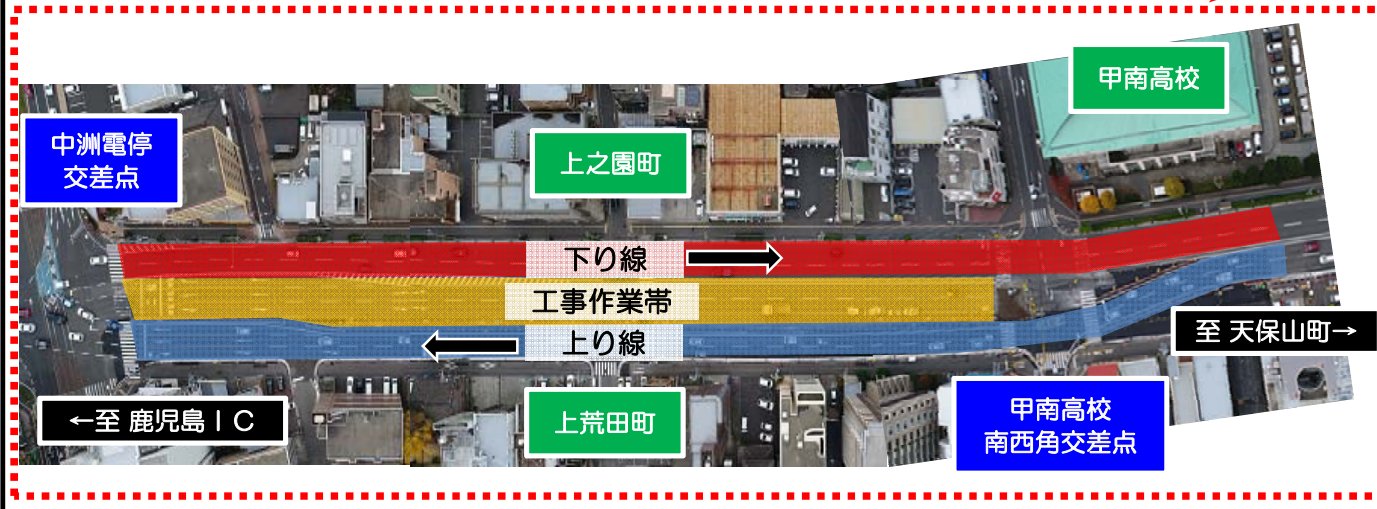 甲南高校
中洲電停
交差点
上之園町
下り線
工事作業帯
上り線
至 天保山町→
←至 鹿児島ＩＣ
上荒田町
甲南高校
南西角交差点